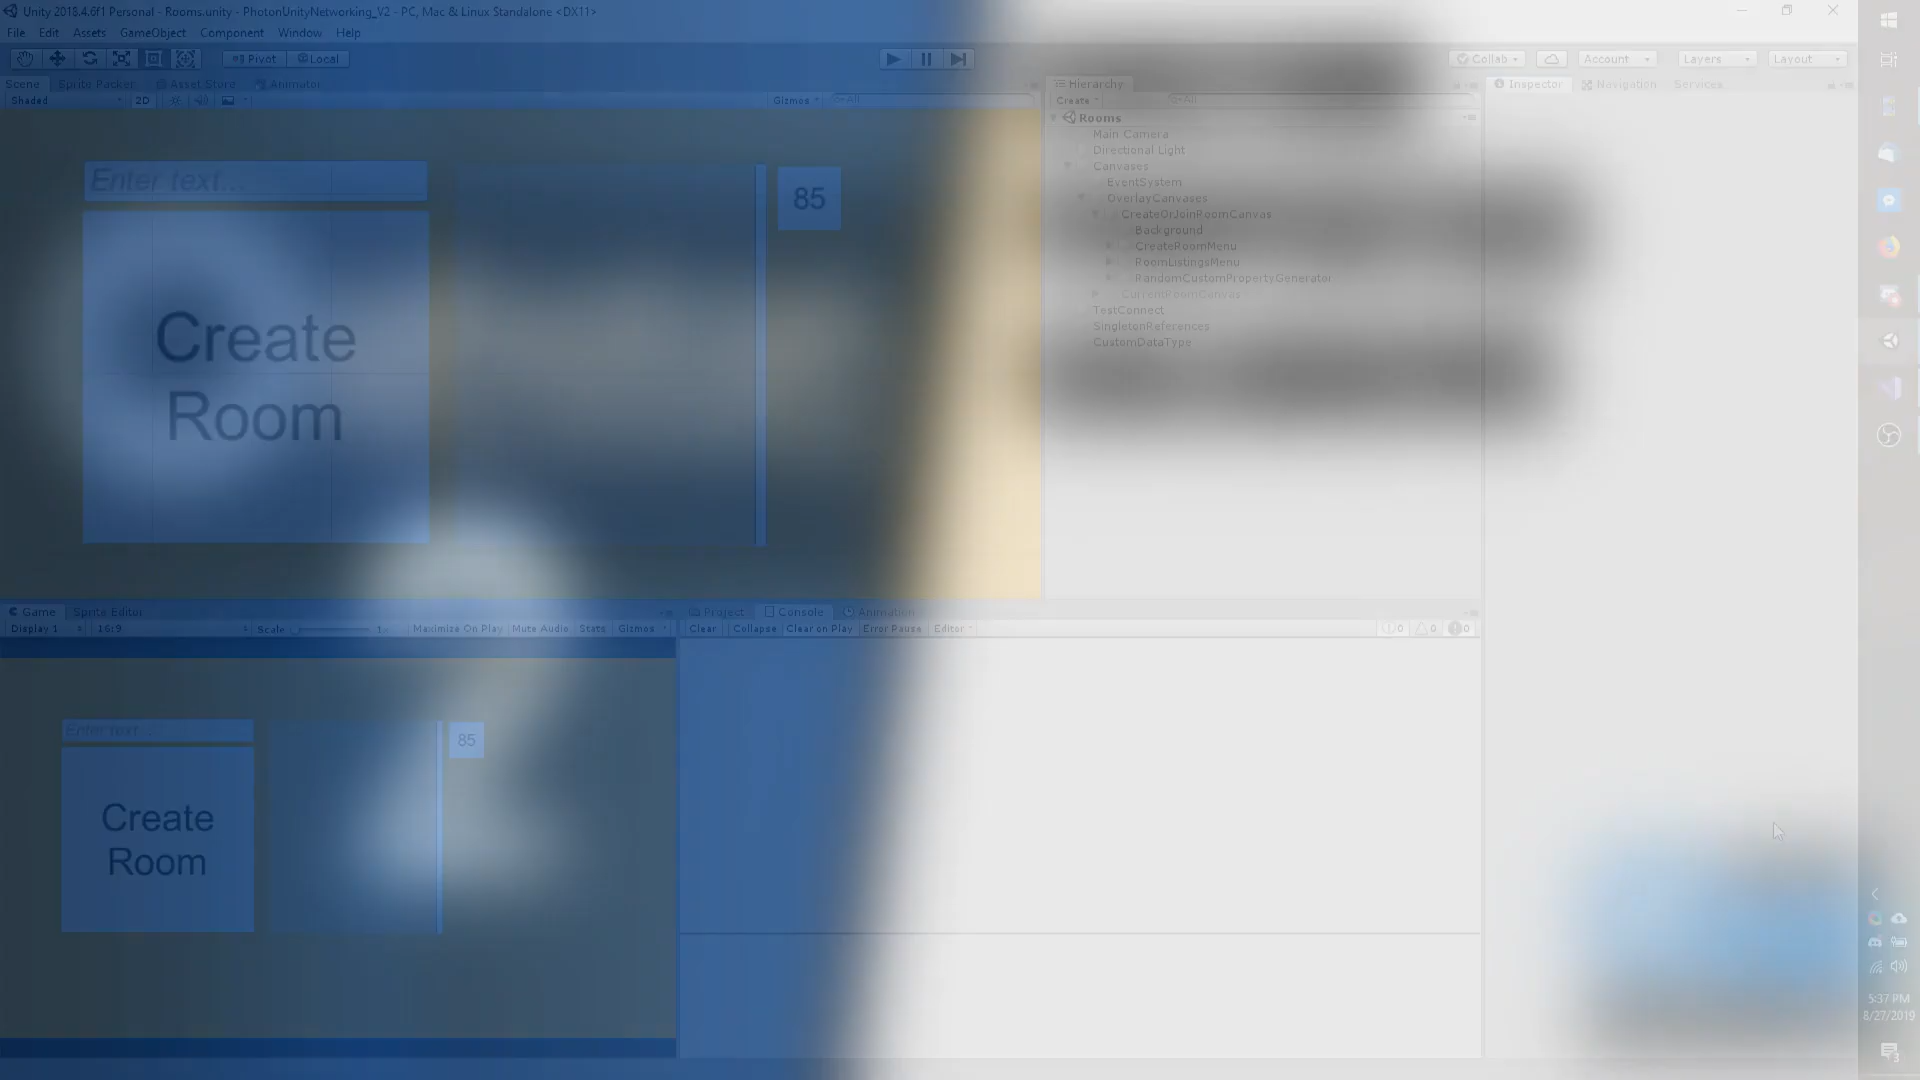 Unity 2018.4.6f1 Personal - Rooms.unity - PhotonUnityNetworking_V2 - PC, Mac & Linux Standalone <DX11>
File Edit Assets GameObject Component Window Help
Pivot Local Collab Account Layers Layout
Scene Sprite Packer Asset Store Animator
Shaded 2D Gizmos All
Enter text...
85
Create
Room
Hierarchy
Create All
Rooms
Main Camera
Directional Light
Canvases
EventSystem
OverlayCanvases
CreateOrJoinRoomCanvas
Background
CreateRoomMenu
RoomListingsMenu
RandomCustomPropertyGenerator
CurrentRoomCanvas
TestConnect
SingletonReferences
CustomDataType
Inspector Navigation Services
Game Sprite Editor
Display 1 16:9 Scale Maximize On Play Mute Audio Stats Gizmos
Enter text...
85
Create
Room
Project Console Animation
Clear Collapse Clear on Play Error Pause Editor 0 0 0
5:37 PM
8/27/2019
3